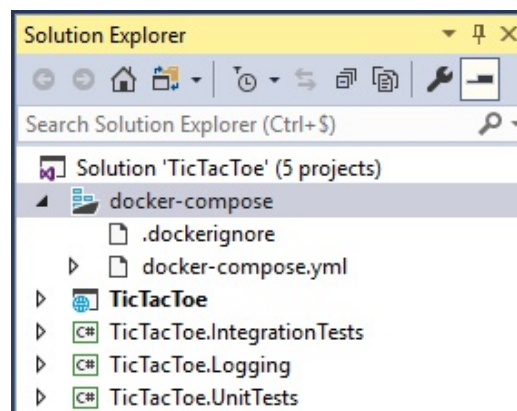 Solution Explorer
Search Solution Explorer (Ctrl+$)
Solution 'TicTacToe' (5 projects)
docker-compose
.dockerignore
docker-compose.yml
TicTacToe
C# TicTacToe.IntegrationTests
C# TicTacToe.Logging
C# TicTacToe.UnitTests